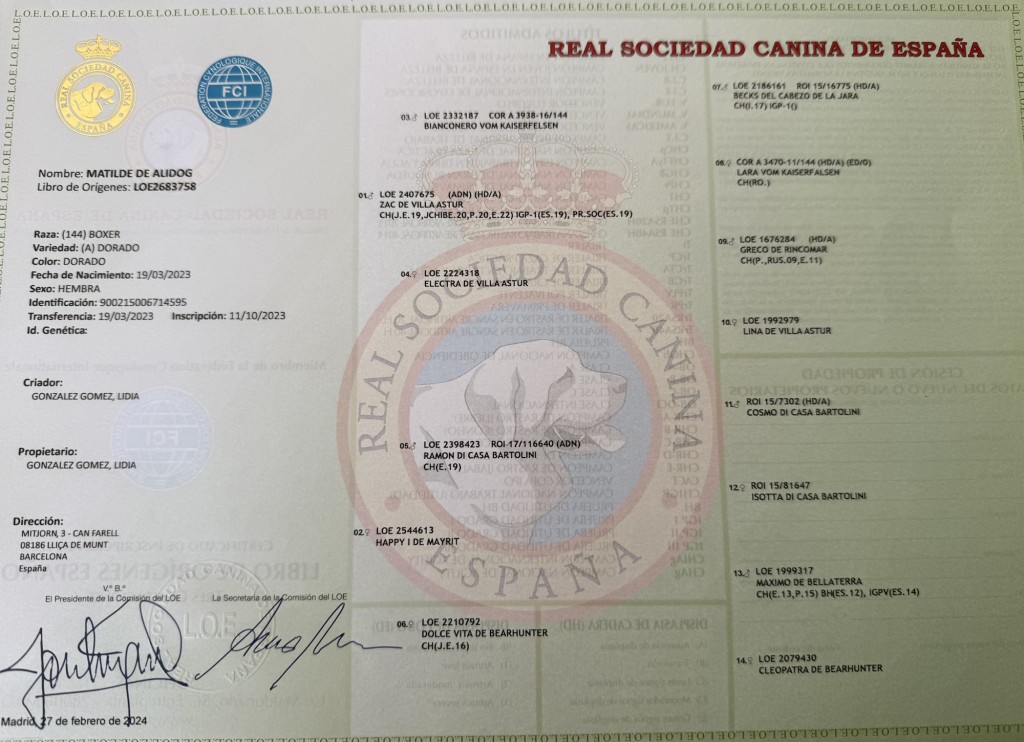 L.O.E.L.O.E.L.O.E.L.O.E.L.O.E.L.O.E.L.O.E.L.O.E.L.O.E.L.O.E.L.O.E.
REAL SOCIEDAD CANINA DE ESPAÑA
REAL SOCIEDAD CANINA
ESPAÑA
FEDERATION CYNOLOGIQUE INTERNATIONALE
FCI
Nombre: MATILDE DE ALIDOG
Libro de Orígenes: LOE2683758
Raza: (144) BOXER
Variedad: (A) DORADO
Color: DORADO
Fecha de Nacimiento: 19/03/2023
Sexo: HEMBRA
Identificación: 900215006714595
Transferencia: 19/03/2023 Inscripción: 11/10/2023
Id. Genética:
Criador:
GONZALEZ GOMEZ, LIDIA
Propietario:
GONZALEZ GOMEZ, LIDIA
Dirección:
MITJORN, 3 - CAN FARELL
08186 LLIÇA DE MUNT
BARCELONA
España
V.º B.º
El Presidente de la Comisión del LOE
La Secretaria de la Comisión del LOE
L.O.E.
Madrid, 27 de febrero de 2024
01.♂ LOE 2407675 (ADN) (HD/A)
ZAC DE VILLA ASTUR
CH(J.E.19,JCHIBE.20,P.20,E.22) IGP-1(ES.19), PR.SOC(ES.19)
02.♀ LOE 2544613
HAPPY I DE MAYRIT
03.♂ LOE 2332187 COR A 3938-16/144
BIANCONERO VOM KAISERFELSEN
04.♀ LOE 2224318
ELECTRA DE VILLA ASTUR
05.♂ LOE 2398423 ROI-17/116640 (ADN)
RAMON DI CASA BARTOLINI
CH(E.19)
06.♀ LOE 2210792
DOLCE VITA DE BEARHUNTER
CH(J.E.16)
07.♂ LOE 2186161 ROI 15/16775 (HD/A)
BECKS DEL CABEZO DE LA JARA
CH(I.17) IGP-1()
08.♀ COR A 3470-11/144 (HD/A) (ED/0)
LARA VOM KAISERFALSEN
CH(RO.)
09.♂ LOE 1676284 (HD/A)
GRECO DE RINCOMAR
CH(P.,RUS.09,E.11)
10.♀ LOE 1992979
LINA DE VILLA ASTUR
11.♂ ROI 15/7302 (HD/A)
COSMO DI CASA BARTOLINI
12.♀ ROI 15/81647
ISOTTA DI CASA BARTOLINI
13.♂ LOE 1999317
MAXIMO DE BELLATERRA
CH(E.13,P.15) BH(ES.12), IGPV(ES.14)
14.♀ LOE 2079430
CLEOPATRA DE BEARHUNTER
REAL SOCIEDAD CANINA
ESPAÑA